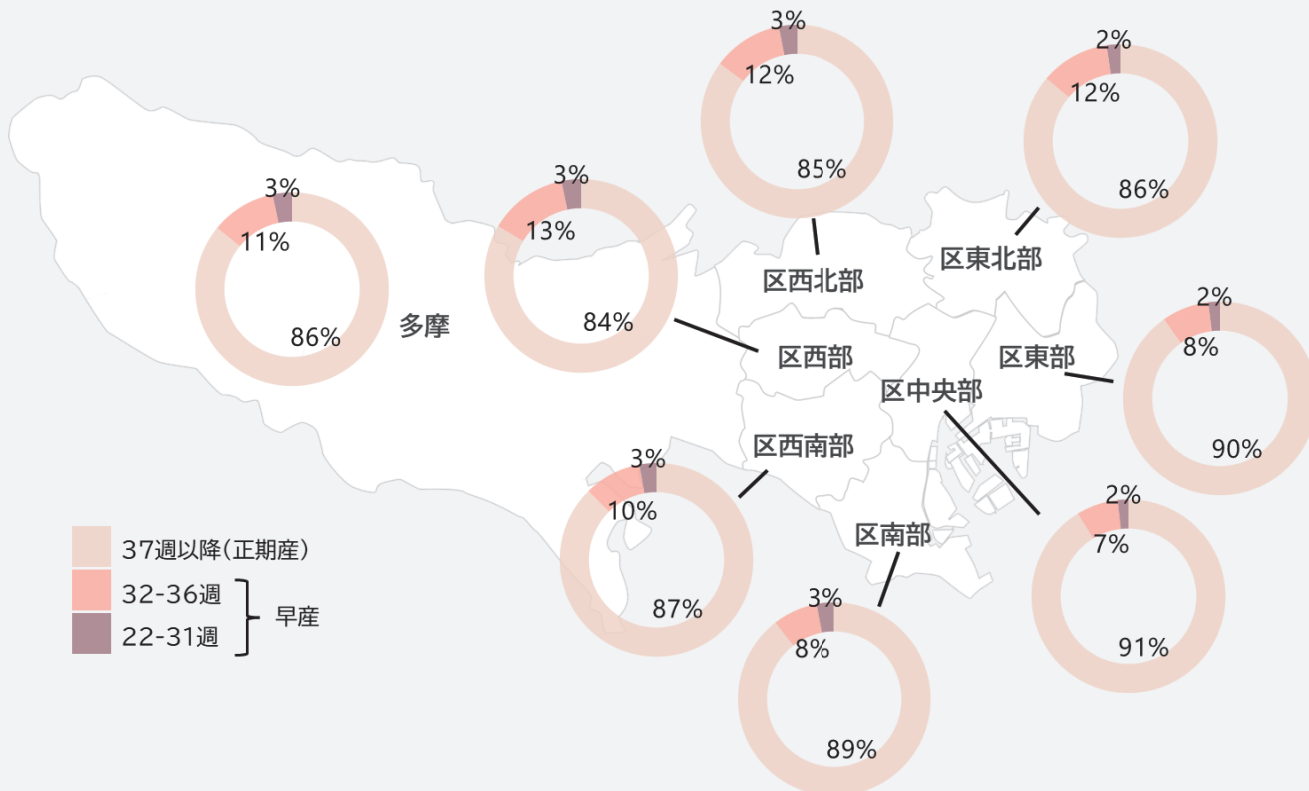 3%
12%
85%
2%
12%
86%
3%
11%
86%
多摩
3%
13%
84%
区西北部
区東北部
区西部
区東部
2%
8%
90%
区中央部
区西南部
3%
10%
87%
2%
7%
91%
区南部
3%
8%
89%
37週以降(正期産)
32-36週
22-31週
早産